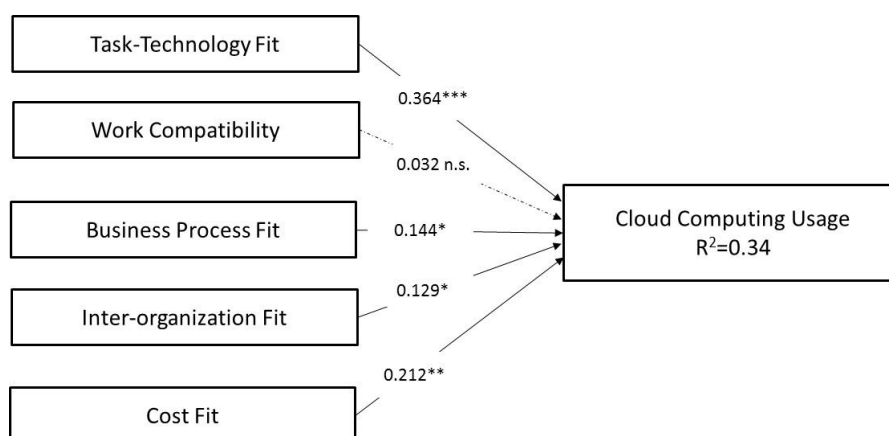 Task-Technology Fit
0.364***
Work Compatibility
0.032 n.s.
Business Process Fit
0.144*
Inter-organization Fit
0.129*
Cost Fit
0.212**
Cloud Computing Usage
R²=0.34